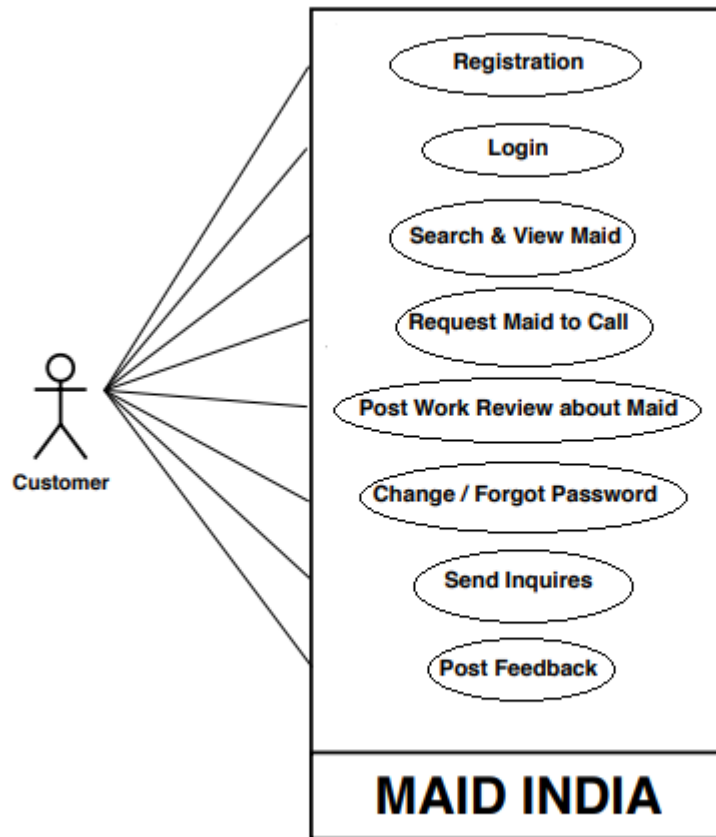 Registration
Login
Search & View Maid
Request Maid to Call
Post Work Review about Maid
Change / Forgot Password
Send Inquires
Post Feedback
Customer
MAID INDIA